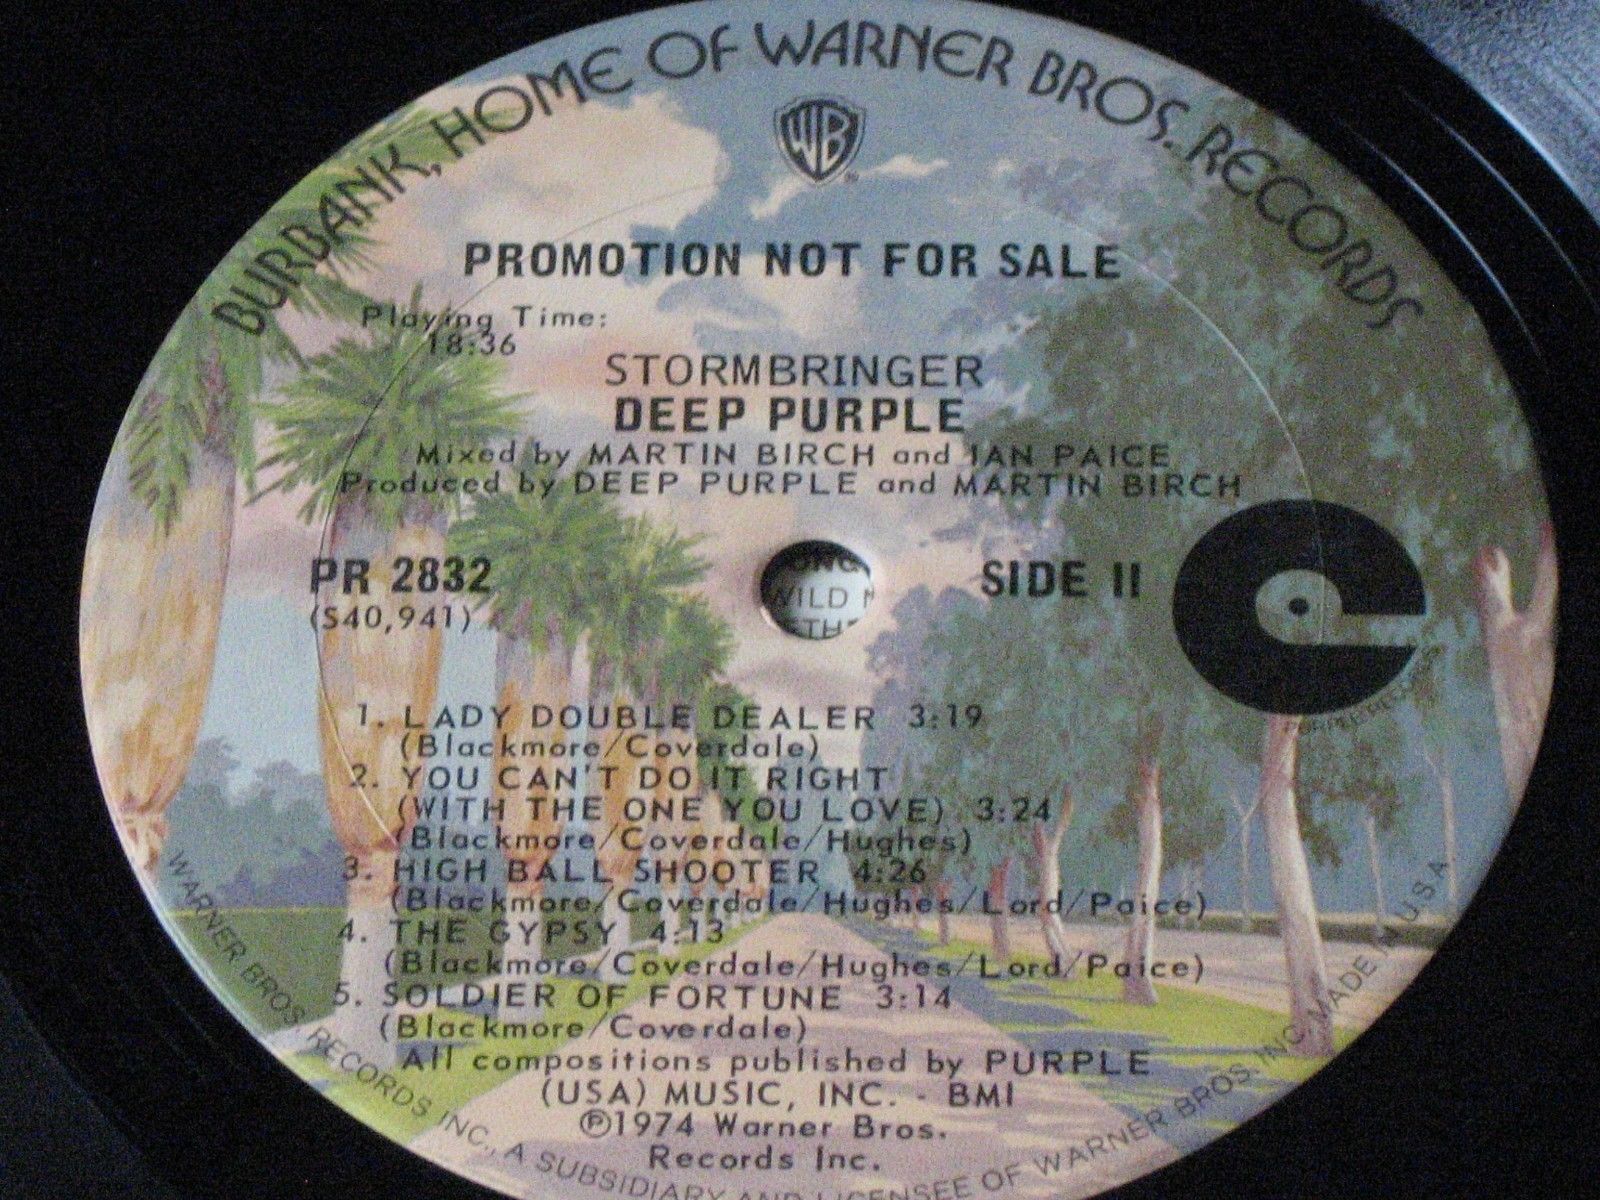 BURBANK, HOME OF WARNER BROS. RECORDS
WB
PROMOTION NOT FOR SALE
Playing Time:
18:36
STORMBRINGER
DEEP PURPLE
Mixed by MARTIN BIRCH and IAN PAICE
Produced by DEEP PURPLE and MARTIN BIRCH
PR 2832
SIDE II
(S40,941)
WILD
1. LADY DOUBLE DEALER 3:19
(Blackmore/Coverdale)
2. YOU CAN'T DO IT RIGHT
(WITH THE ONE YOU LOVE) 3:24
(Blackmore/Coverdale/Hughes)
3. HIGH BALL SHOOTER 4:26
(Blackmore/Coverdale/Hughes/Lord/Paice)
4. THE GYPSY 4:13
(Blackmore/Coverdale/Hughes/Lord/Paice)
5. SOLDIER OF FORTUNE 3:14
(Blackmore/Coverdale)
All compositions published by PURPLE
(USA) MUSIC, INC. - BMI
℗1974 Warner Bros.
Records Inc.
WARNER BROS. RECORDS INC., A SUBSIDIARY AND LICENSEE OF WARNER BROS. INC. MADE IN U.S.A.